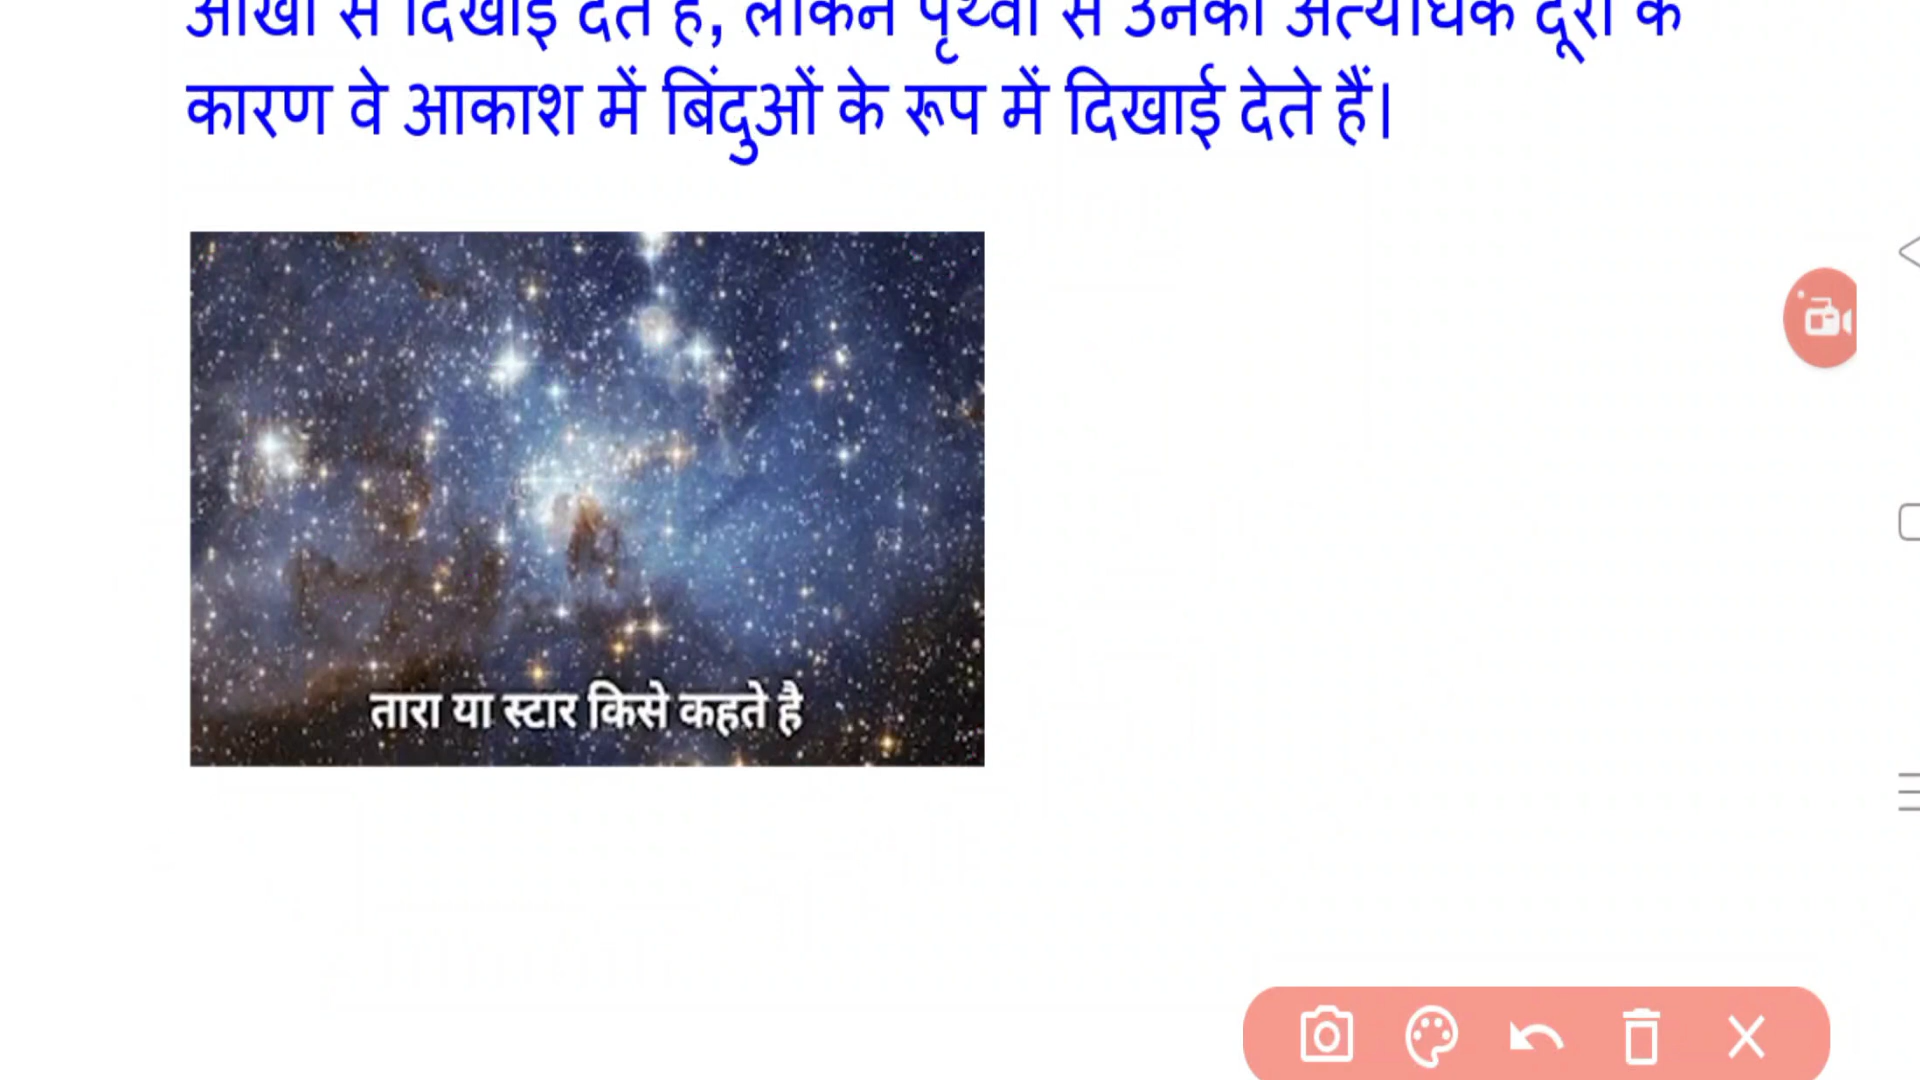 आंखों से दिखाई देते हैं, लेकिन पृथ्वी से उनकी अत्यधिक दूरी के
कारण वे आकाश में बिंदुओं के रूप में दिखाई देते हैं।
तारा या स्टार किसे कहते है